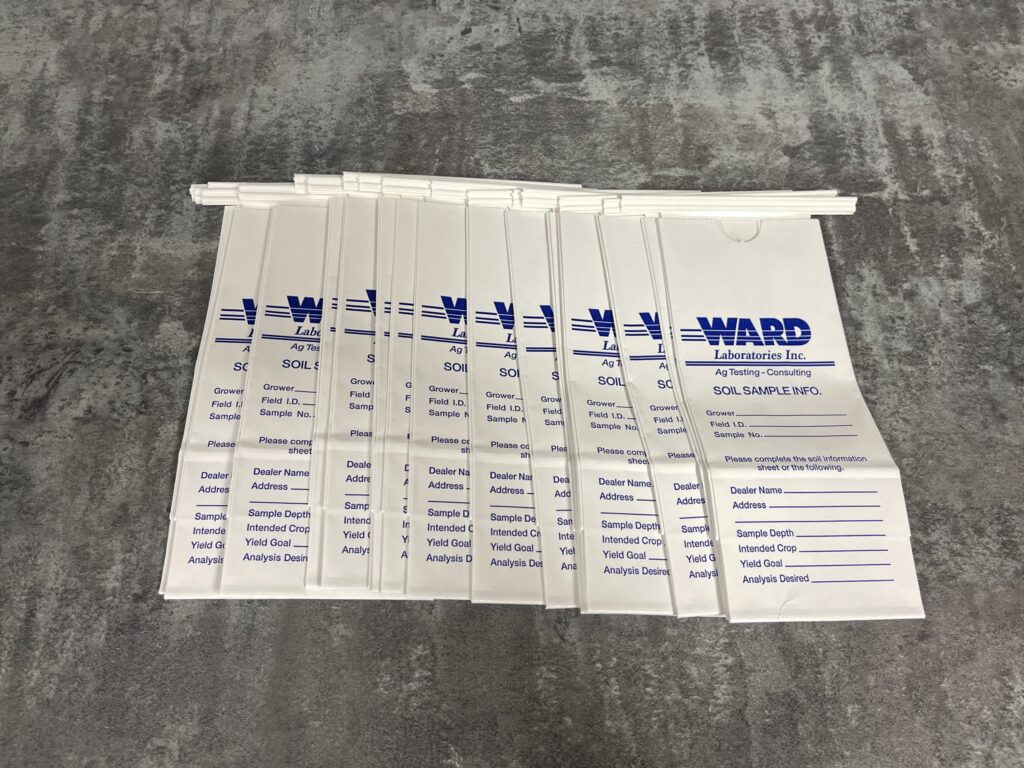 WARD
Laboratories Inc.
Ag Testing - Consulting
SOIL SAMPLE INFO.
Grower
Field I.D.
Sample No.
Please complete the soil information
sheet or the following.
Dealer Name
Address
Sample Depth
Intended Crop
Yield Goal
Analysis Desired